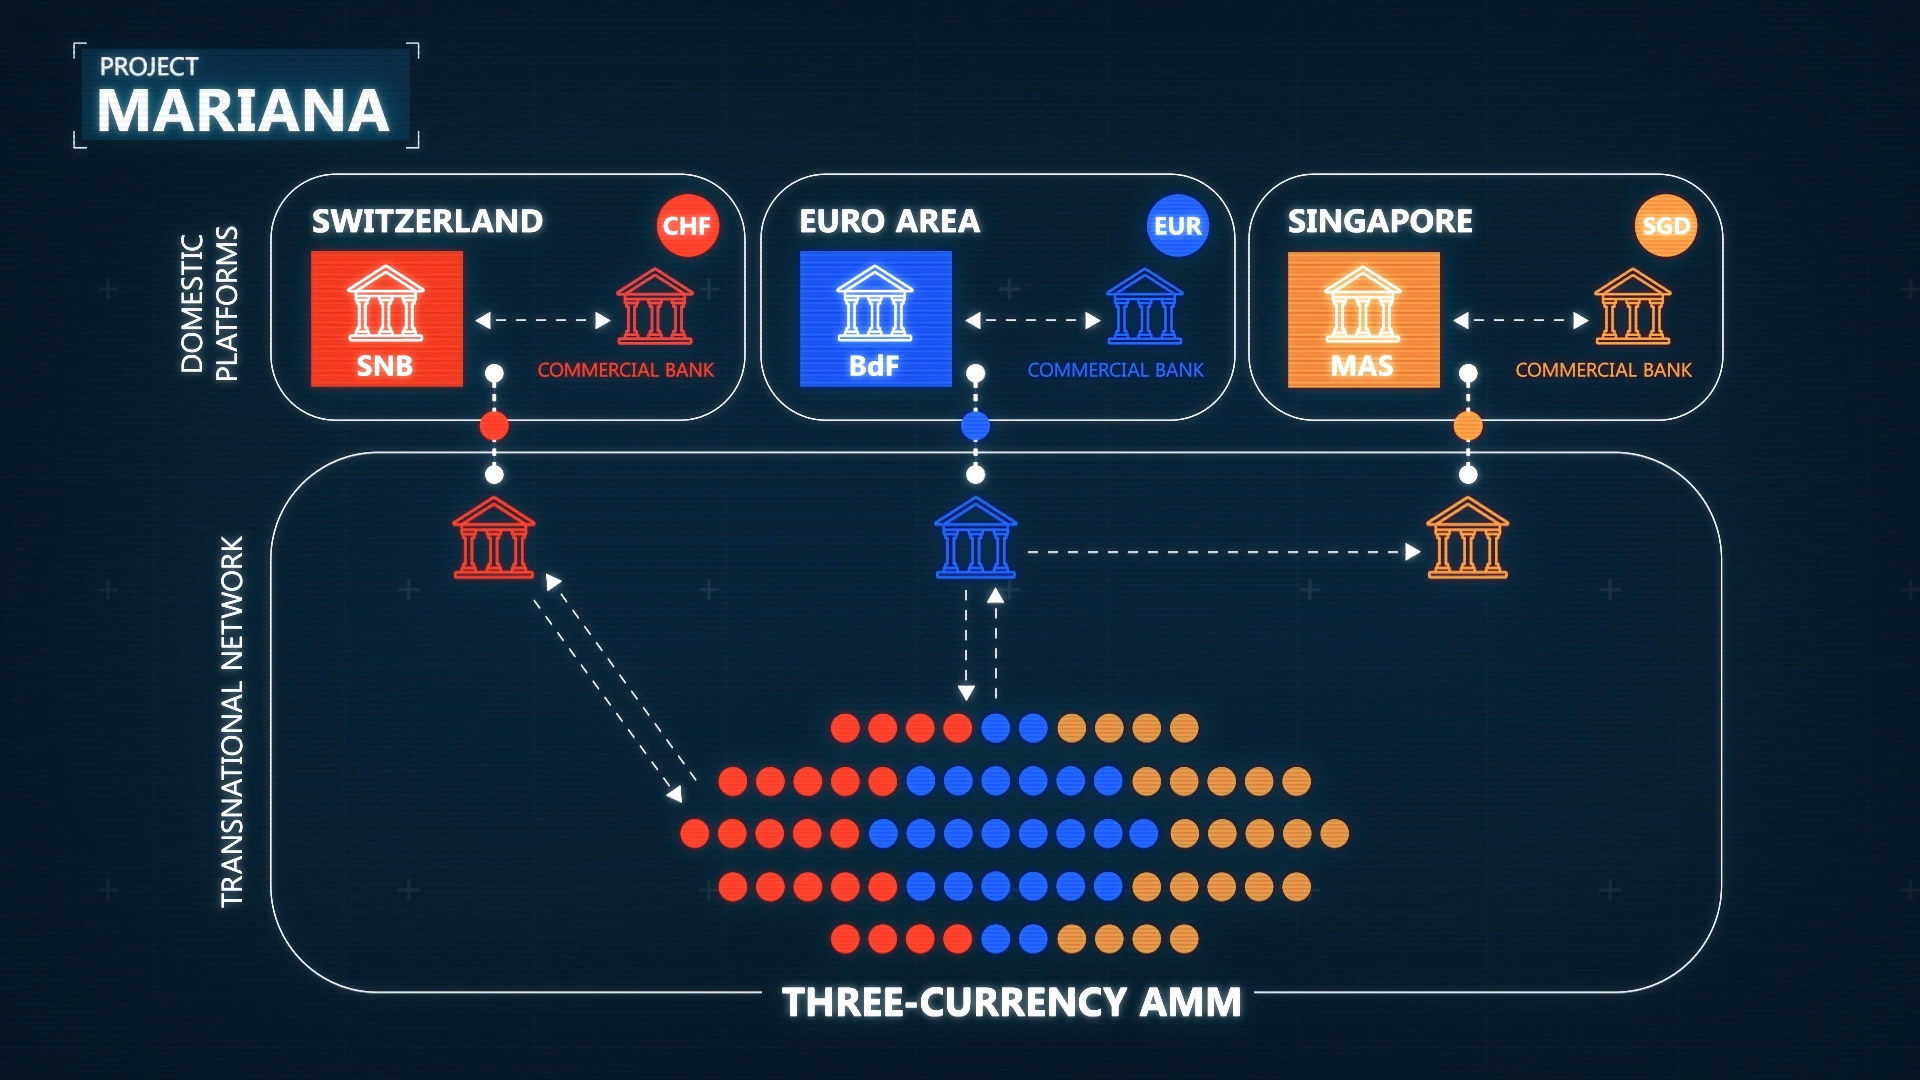 PROJECT
MARIANA
DOMESTIC
PLATFORMS
SWITZERLAND
CHF
SNB
COMMERCIAL BANK
EURO AREA
EUR
BdF
COMMERCIAL BANK
SINGAPORE
SGD
MAS
COMMERCIAL BANK
TRANSNATIONAL NETWORK
THREE-CURRENCY AMM